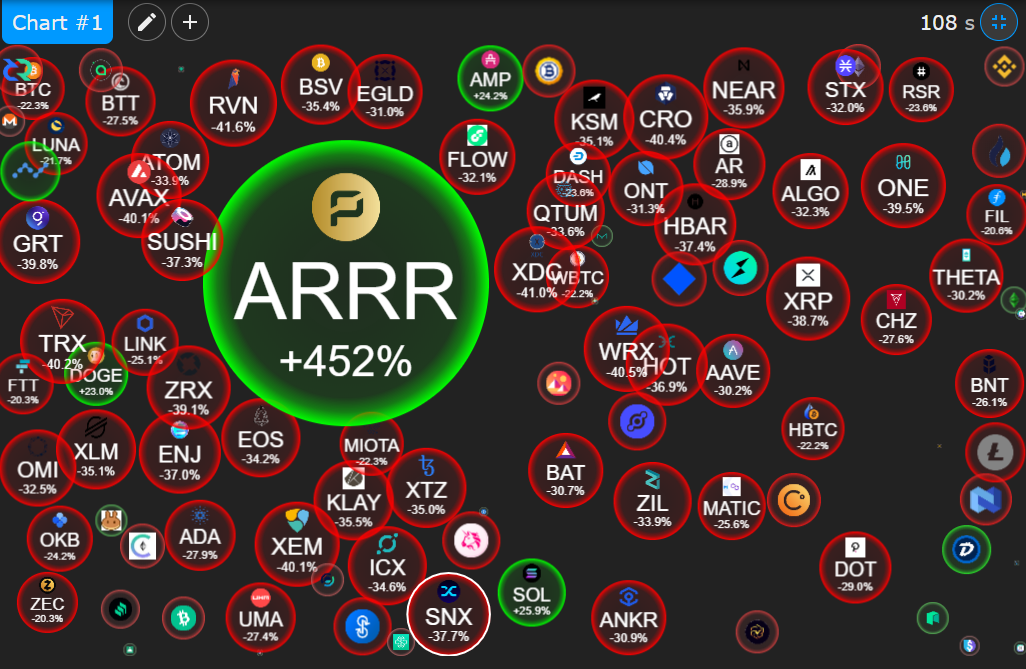 Chart #1
108 s
BTC
-22.3%
BTT
-27.5%
RVN
-41.6%
BSV
-35.4%
EGLD
-31.0%
AMP
+24.2%
KSM
-35.1%
CRO
-40.4%
NEAR
-35.9%
STX
-32.0%
RSR
-23.6%
LUNA
-21.7%
ATOM
-33.9%
AVAX
-40.1%
FLOW
-32.1%
DASH
-23.6%
ONT
-31.3%
AR
-28.9%
ALGO
-32.3%
ONE
-39.5%
FIL
-20.6%
GRT
-39.8%
SUSHI
-37.3%
QTUM
-33.6%
HBAR
-37.4%
XDC
-41.0%
WBTC
-22.2%
THETA
-30.2%
ARRR
+452%
XRP
-38.7%
CHZ
-27.6%
TRX
-40.2%
LINK
-25.1%
WRX
-40.5%
HOT
-36.9%
AAVE
-30.2%
FTT
-20.3%
DOGE
+23.0%
ZRX
-39.1%
BNT
-26.1%
HBTC
-22.2%
EOS
-34.2%
MIOTA
-22.3%
XLM
-35.1%
ENJ
-37.0%
OMI
-32.5%
BAT
-30.7%
KLAY
-35.5%
XTZ
-35.0%
ZIL
-33.9%
MATIC
-25.6%
OKB
-24.2%
ADA
-27.9%
XEM
-40.1%
ICX
-34.6%
DOT
-29.0%
ZEC
-20.3%
UMA
-27.4%
SNX
-37.7%
SOL
+25.9%
ANKR
-30.9%